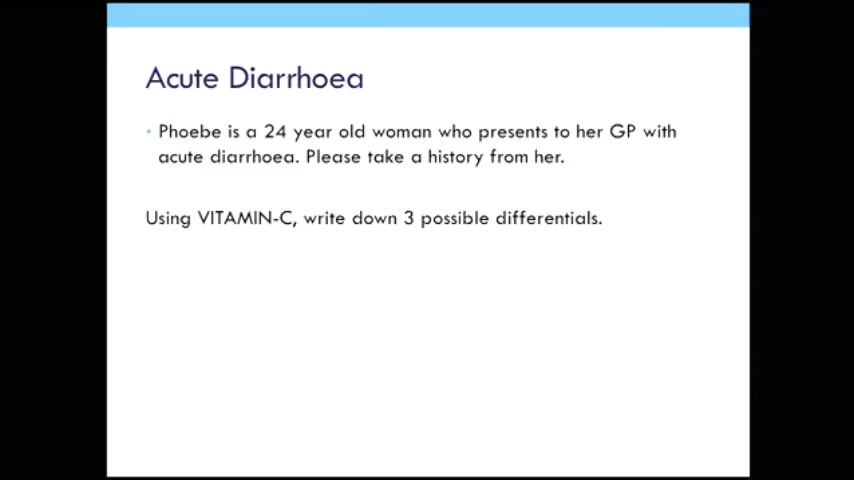 Acute Diarrhoea
• Phoebe is a 24 year old woman who presents to her GP with
acute diarrhoea. Please take a history from her.
Using VITAMIN-C, write down 3 possible differentials.